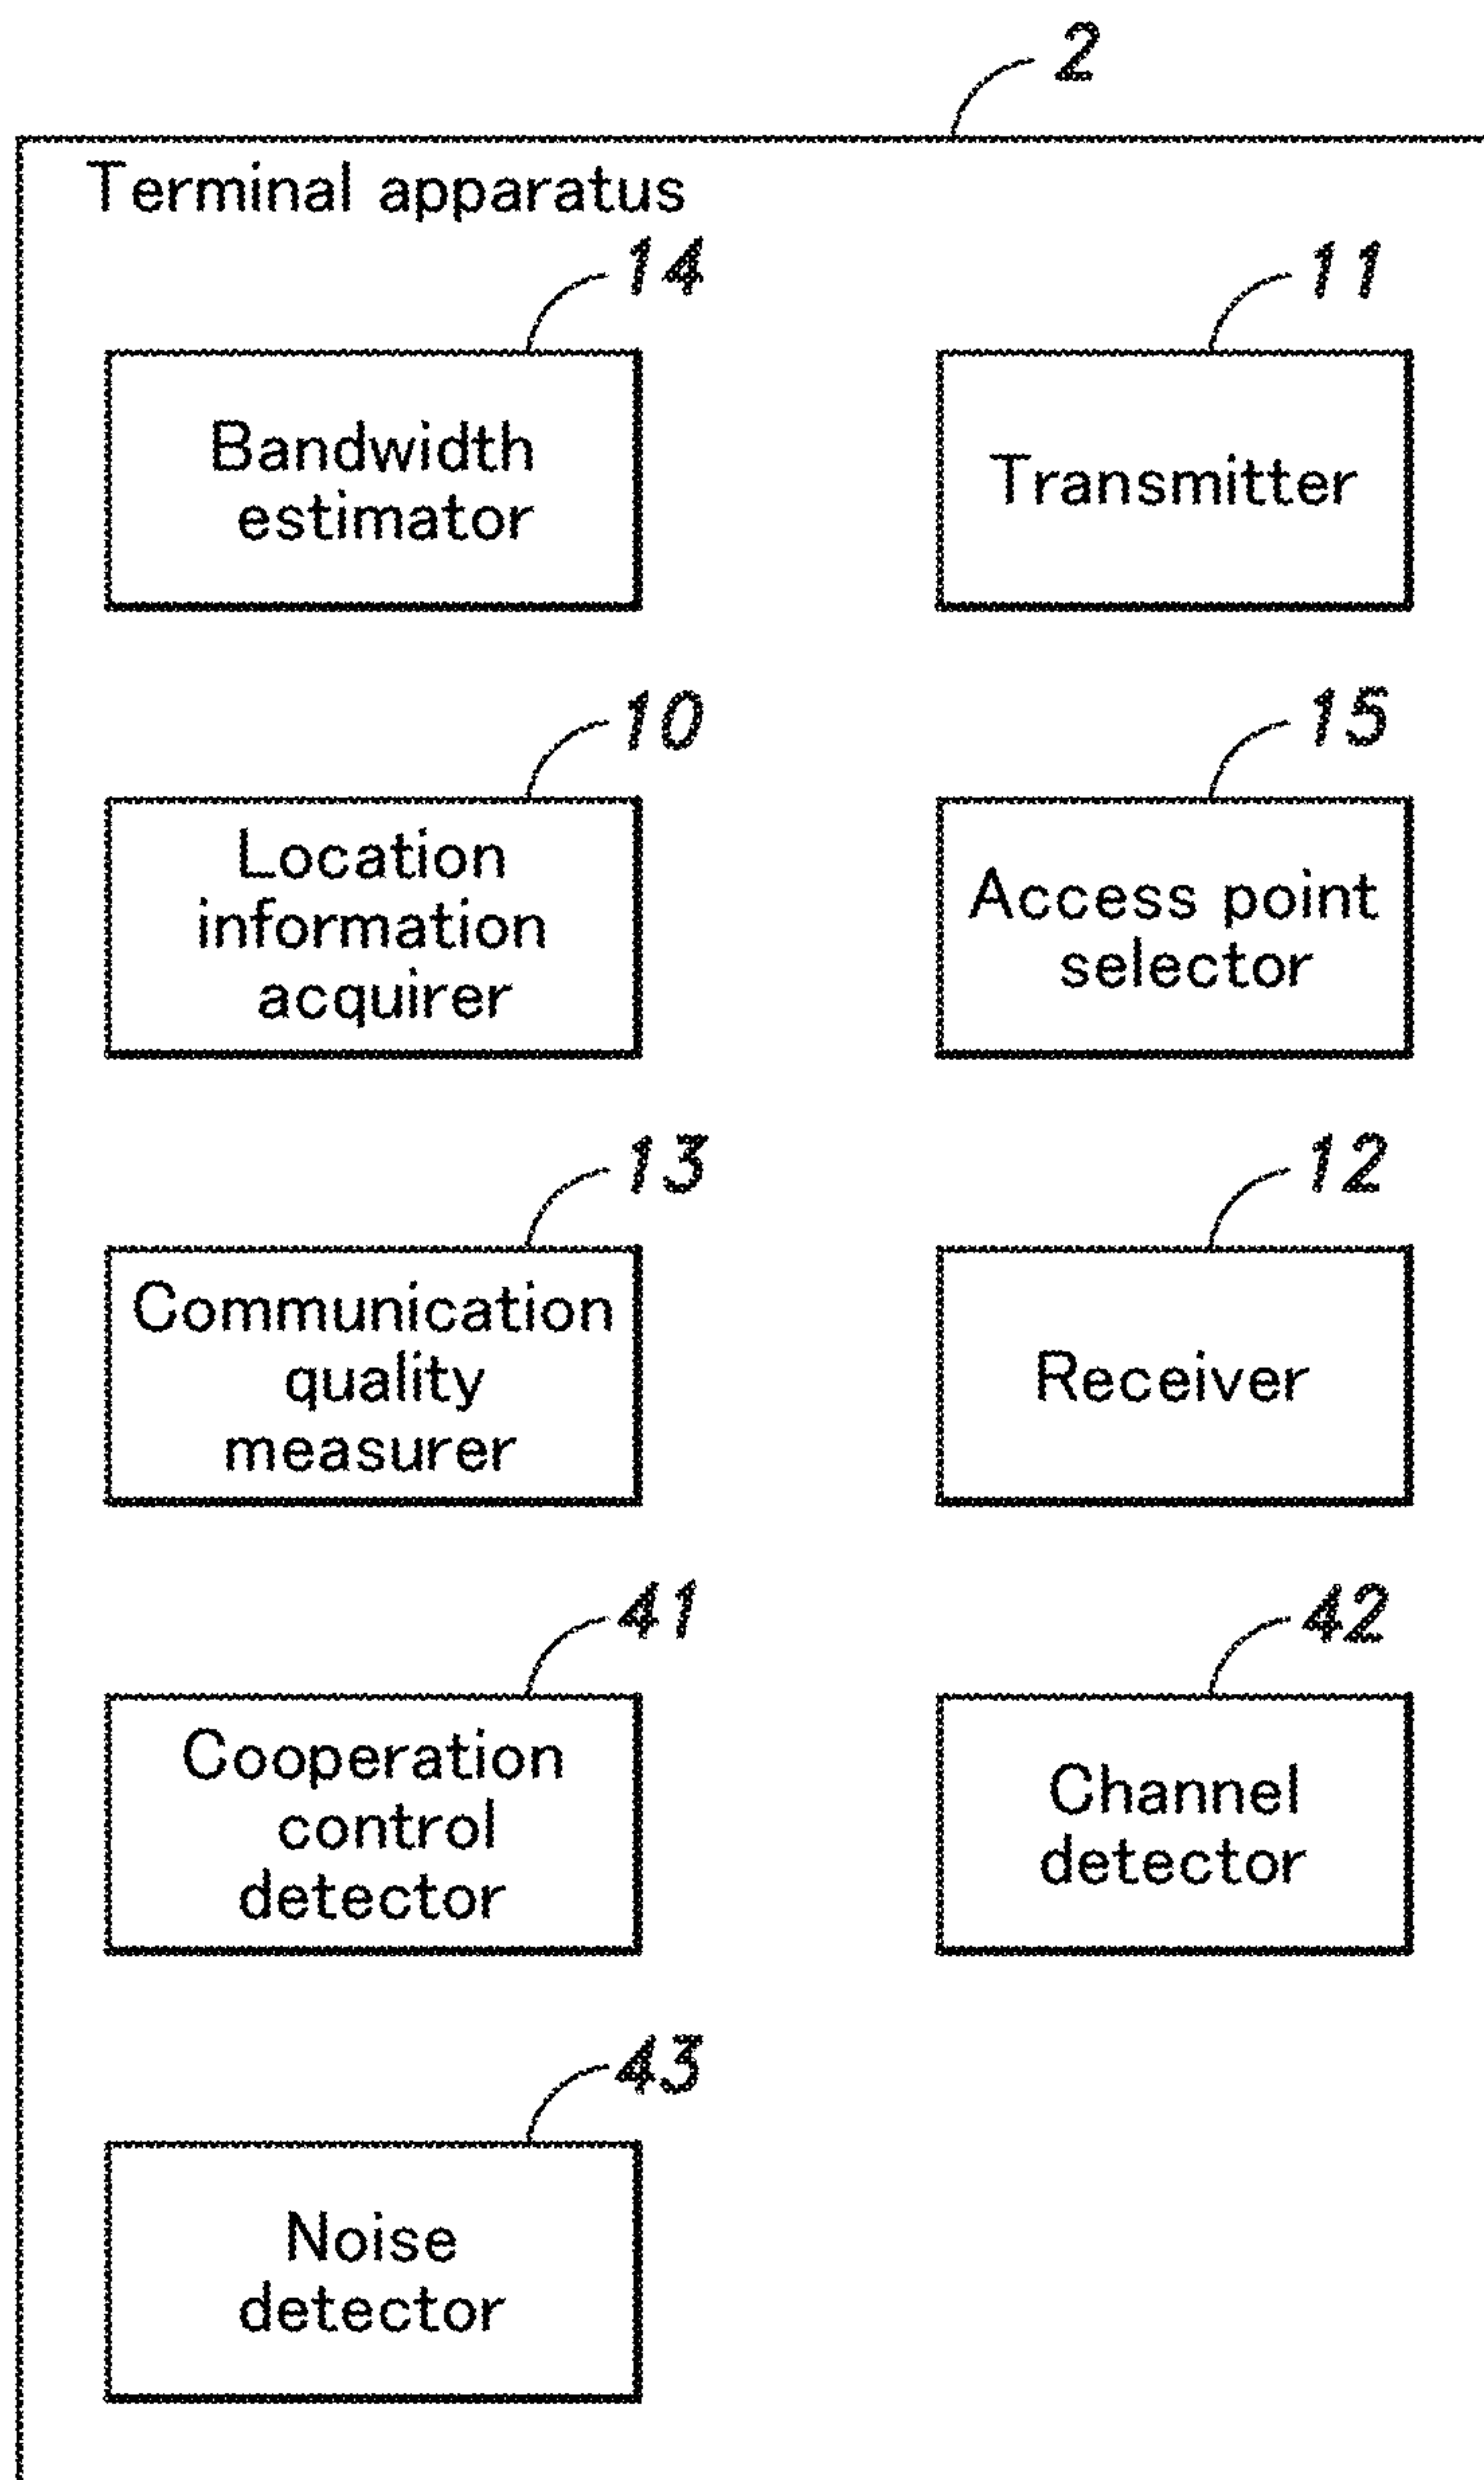 2
Terminal apparatus
14
Bandwidth
estimator
11
Transmitter
10
Location
information
acquirer
15
Access point
selector
13
Communication
quality
measurer
12
Receiver
41
Cooperation
control
detector
42
Channel
detector
43
Noise
detector